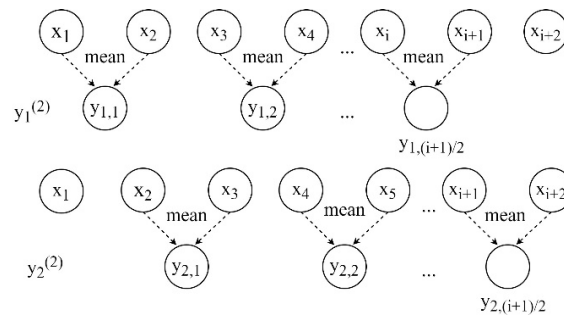 x₁ x₂ x₃ x₄ ... xᵢ xᵢ₊₁ xᵢ₊₂
mean mean mean
y₁⁽²⁾ y₁,₁ y₁,₂ ...
y₁,₍ᵢ₊₁₎/₂
x₁ x₂ x₃ x₄ x₅ ... xᵢ₊₁ xᵢ₊₂
mean mean mean
y₂⁽²⁾ y₂,₁ y₂,₂ ...
y₂,₍ᵢ₊₁₎/₂